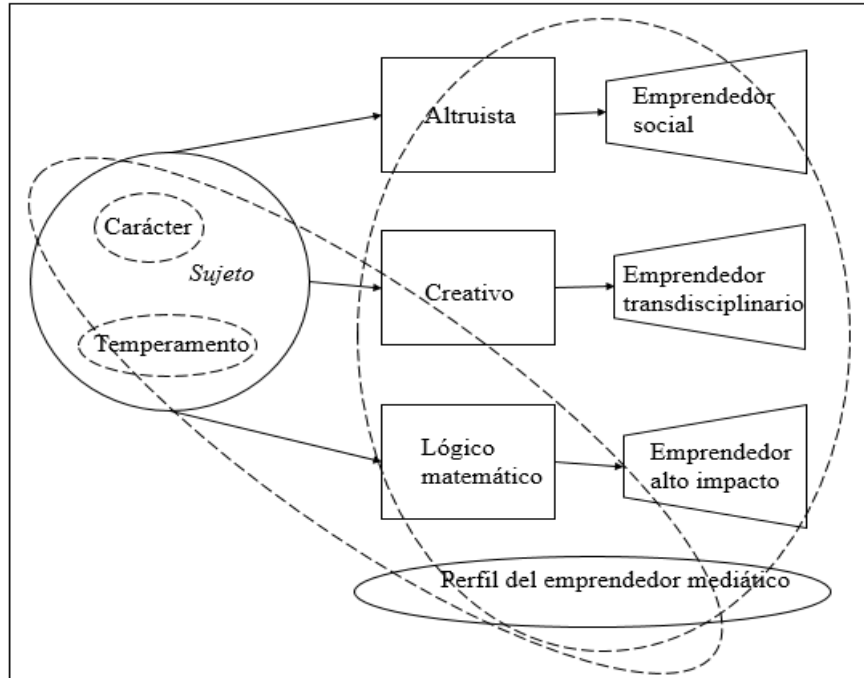 Altruista
Emprendedor
social
Carácter
Sujeto
Temperamento
Creativo
Emprendedor
transdisciplinario
Lógico
matemático
Emprendedor
alto impacto
Perfil del emprendedor mediático